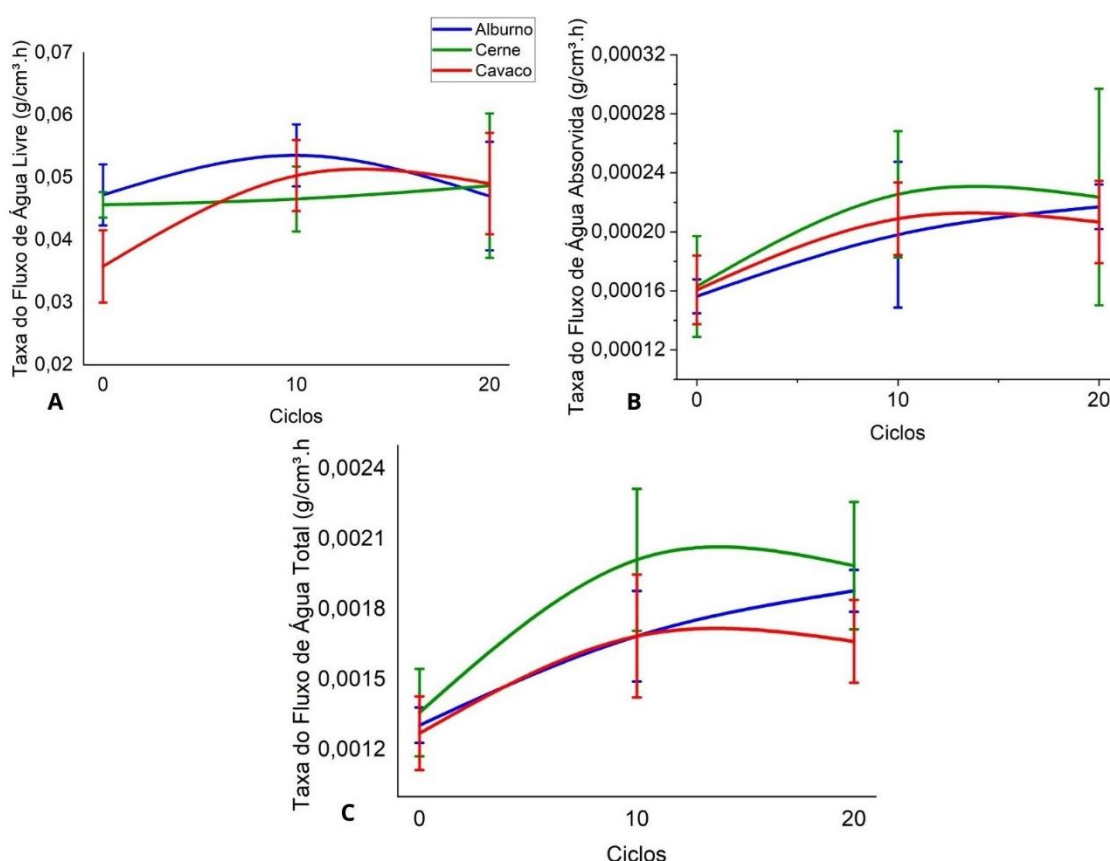 Taxa do Fluxo de Água Livre (g/cm³.h)
0,07
0,06
0,05
0,04
0,03
0,02
Alburno
Cerne
Cavaco
0
10
20
A
Ciclos
Taxa do Fluxo de Água Absorvida (g/cm³.h)
0,00032
0,00028
0,00024
0,00020
0,00016
0,00012
0
10
20
B
Ciclos
Taxa do Fluxo de Água Total (g/cm³.h)
0,0024
0,0021
0,0018
0,0015
0,0012
0
10
20
C
Ciclos